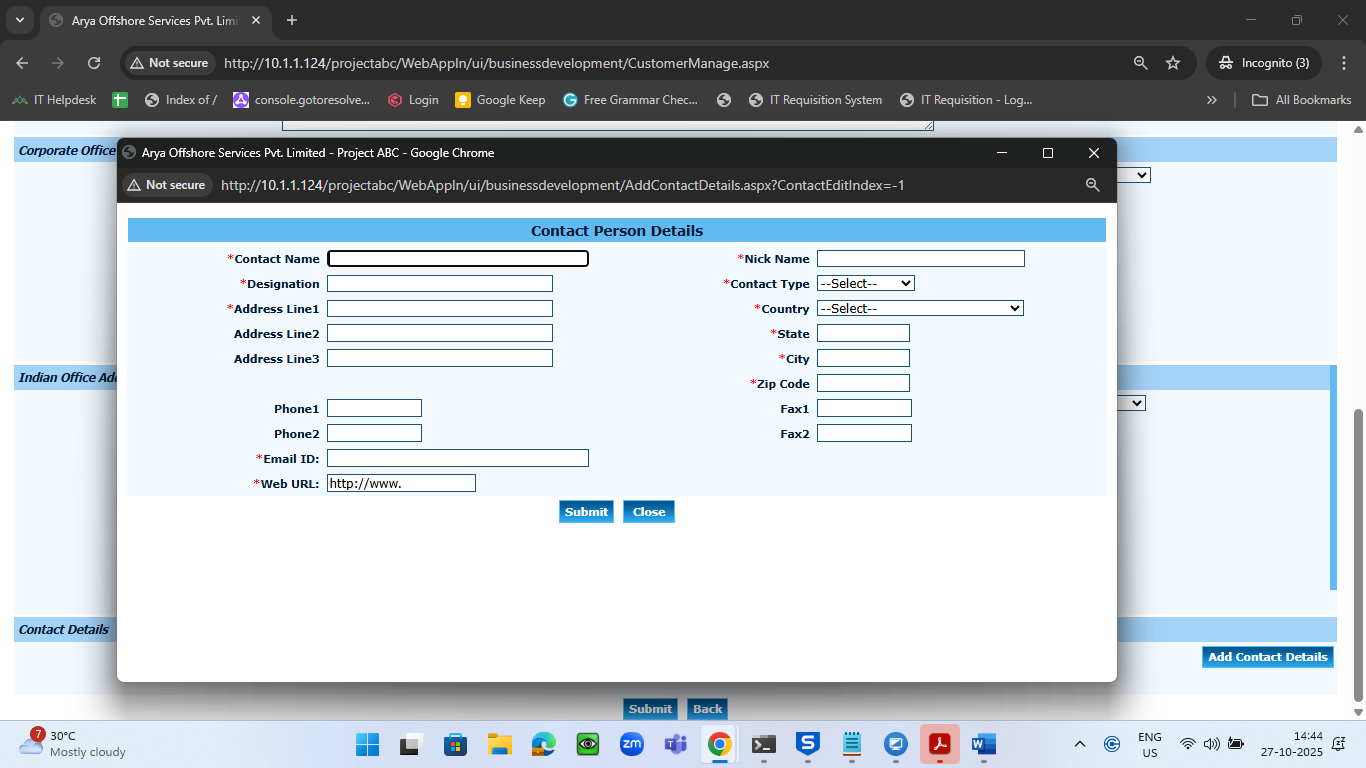 Arya Offshore Services Pvt. Limi
Not secure http://10.1.1.124/projectabc/WebAppIn/ui/businessdevelopment/CustomerManage.aspx Incognito (3)
IT Helpdesk Index of / console.gotoresolve... Login Google Keep Free Grammar Chec... IT Requisition System IT Requisition - Log... » All Bookmarks
Corporate Office
Arya Offshore Services Pvt. Limited - Project ABC - Google Chrome
Not secure http://10.1.1.124/projectabc/WebAppIn/ui/businessdevelopment/AddContactDetails.aspx?ContactEditIndex=-1
Contact Person Details
*Contact Name *Nick Name
*Designation *Contact Type --Select--
*Address Line1 *Country --Select--
Address Line2 *State
Address Line3 *City
*Zip Code
Indian Office Add
Phone1 Fax1
Phone2 Fax2
*Email ID:
*Web URL: http://www.
Submit Close
Contact Details
Add Contact Details
Submit Back
7 30°C
Mostly cloudy
zm
ENG
US
14:44
27-10-2025